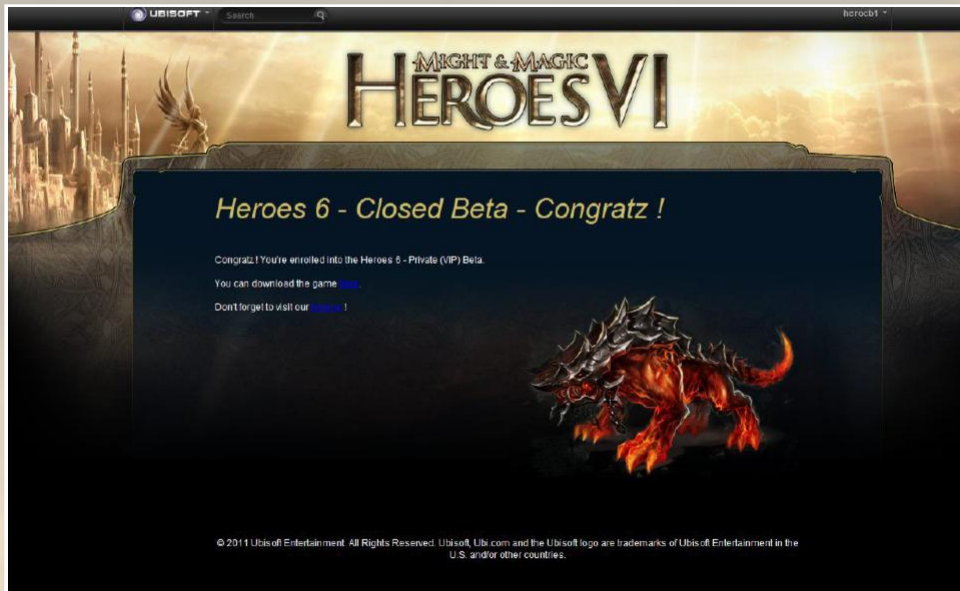 UBISOFT
Search
herocb1
MIGHT & MAGIC
HEROES VI
Heroes 6 - Closed Beta - Congratz !
Congratz ! You're enrolled into the Heroes 6 - Private (VIP) Beta.
You can download the game
Don't forget to visit our !
© 2011 Ubisoft Entertainment. All Rights Reserved. Ubisoft, Ubi.com and the Ubisoft logo are trademarks of Ubisoft Entertainment in the
U.S. and/or other countries.